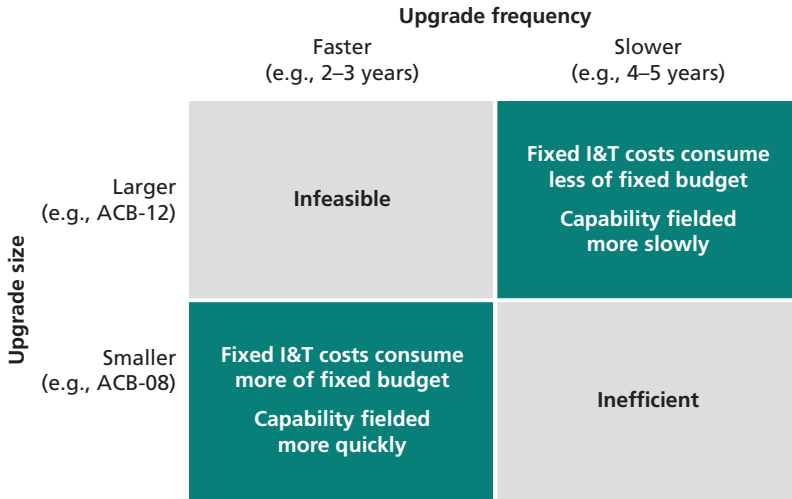 Upgrade frequency
Faster
(e.g., 2–3 years)
Slower
(e.g., 4–5 years)
Upgrade size
Larger
(e.g., ACB-12)
Infeasible
Fixed I&T costs consume
less of fixed budget
Capability fielded
more slowly
Smaller
(e.g., ACB-08)
Fixed I&T costs consume
more of fixed budget
Capability fielded
more quickly
Inefficient